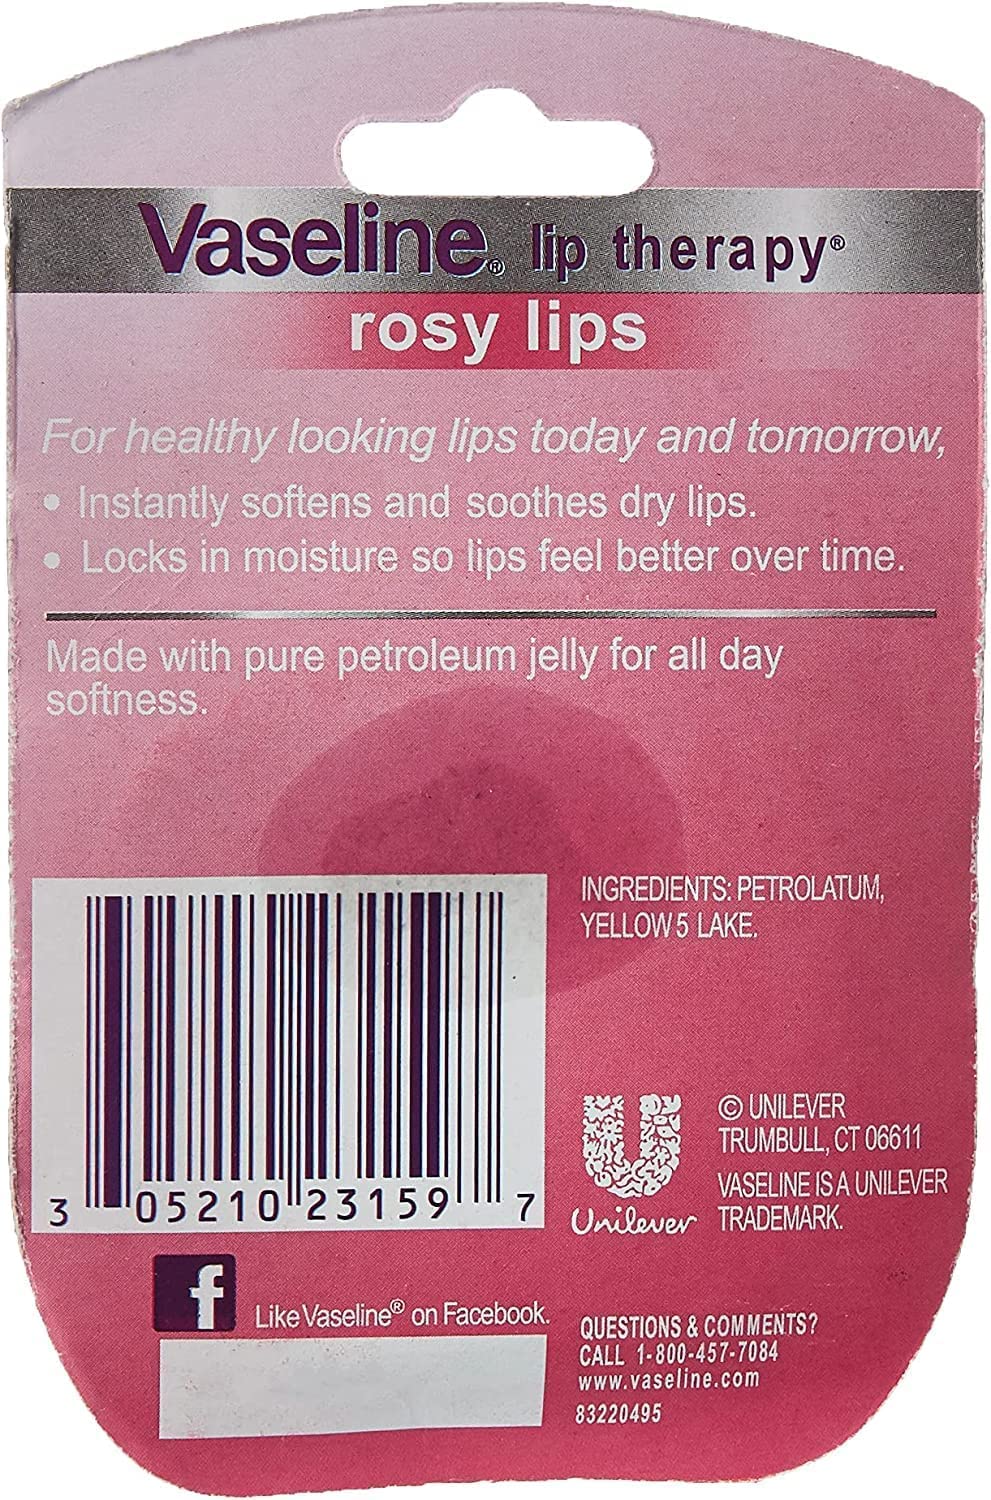 Vaseline® lip therapy®
rosy lips
For healthy looking lips today and tomorrow,
• Instantly softens and soothes dry lips.
• Locks in moisture so lips feel better over time.
Made with pure petroleum jelly for all day
softness.
INGREDIENTS: PETROLATUM,
YELLOW 5 LAKE.
3 05210 23159 7
Unilever
© UNILEVER
TRUMBULL, CT 06611
VASELINE IS A UNILEVER
TRADEMARK.
f
Like Vaseline® on Facebook.
QUESTIONS & COMMENTS?
CALL 1-800-457-7084
www.vaseline.com
83220495